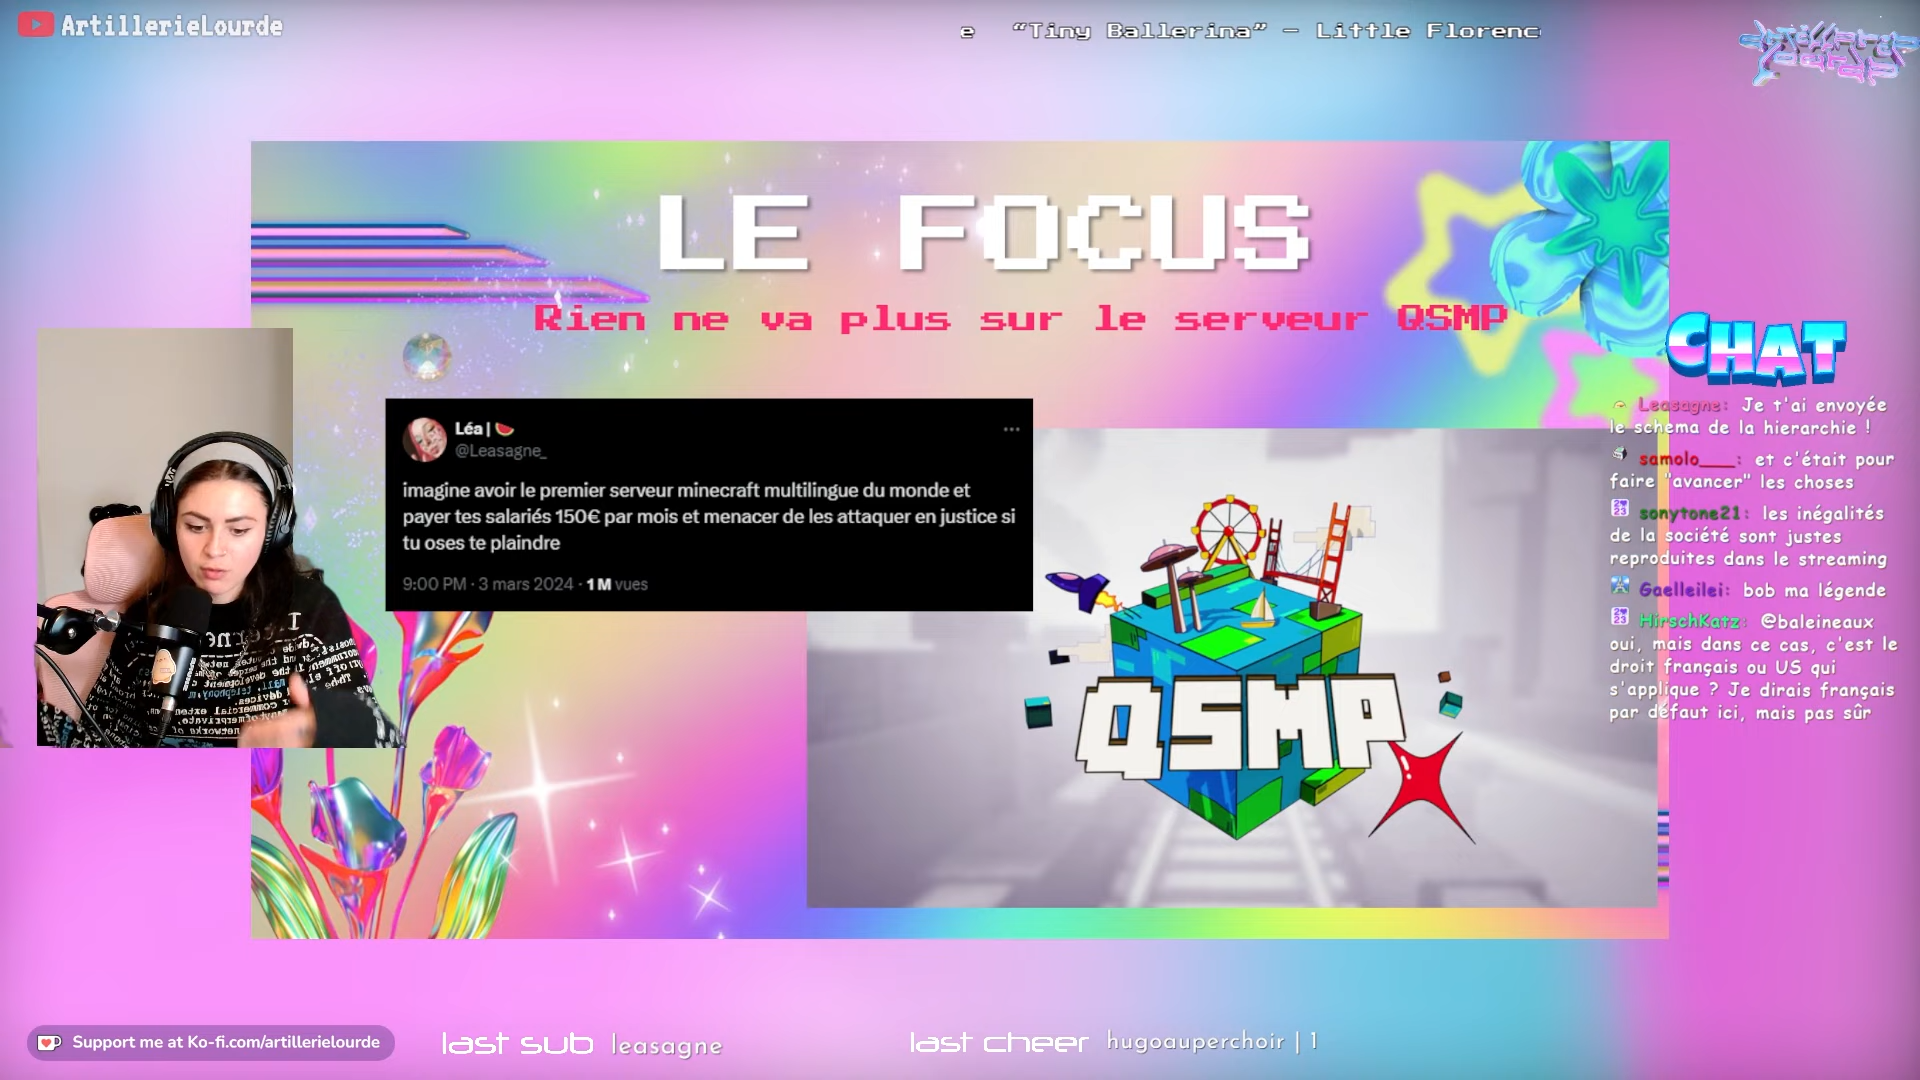 ArtillerieLourde
e “Tiny Ballerina” – Little Florenc
LE FOCUS
Rien ne va plus sur le serveur QSMP
Léa | 🍉
@Leasagne_
imagine avoir le premier serveur minecraft multilingue du monde et
payer tes salariés 150€ par mois et menacer de les attaquer en justice si
tu oses te plaindre
9:00 PM · 3 mars 2024 · 1 M vues
QSMP
CHAT
Leasagne: Je t'ai envoyée
le schema de la hierarchie !
samolo___: et c'était pour
faire "avancer" les choses
sonytone21: les inégalités
de la société sont justes
reproduites dans le streaming
Gaelleilei: bob ma légende
HirschKatz: @baleineaux
oui, mais dans ce cas, c'est le
droit français ou US qui
s'applique ? Je dirais français
par défaut ici, mais pas sûr
Support me at Ko-fi.com/artillerielourde
last sub leasagne
last cheer hugoauperchoir | 1